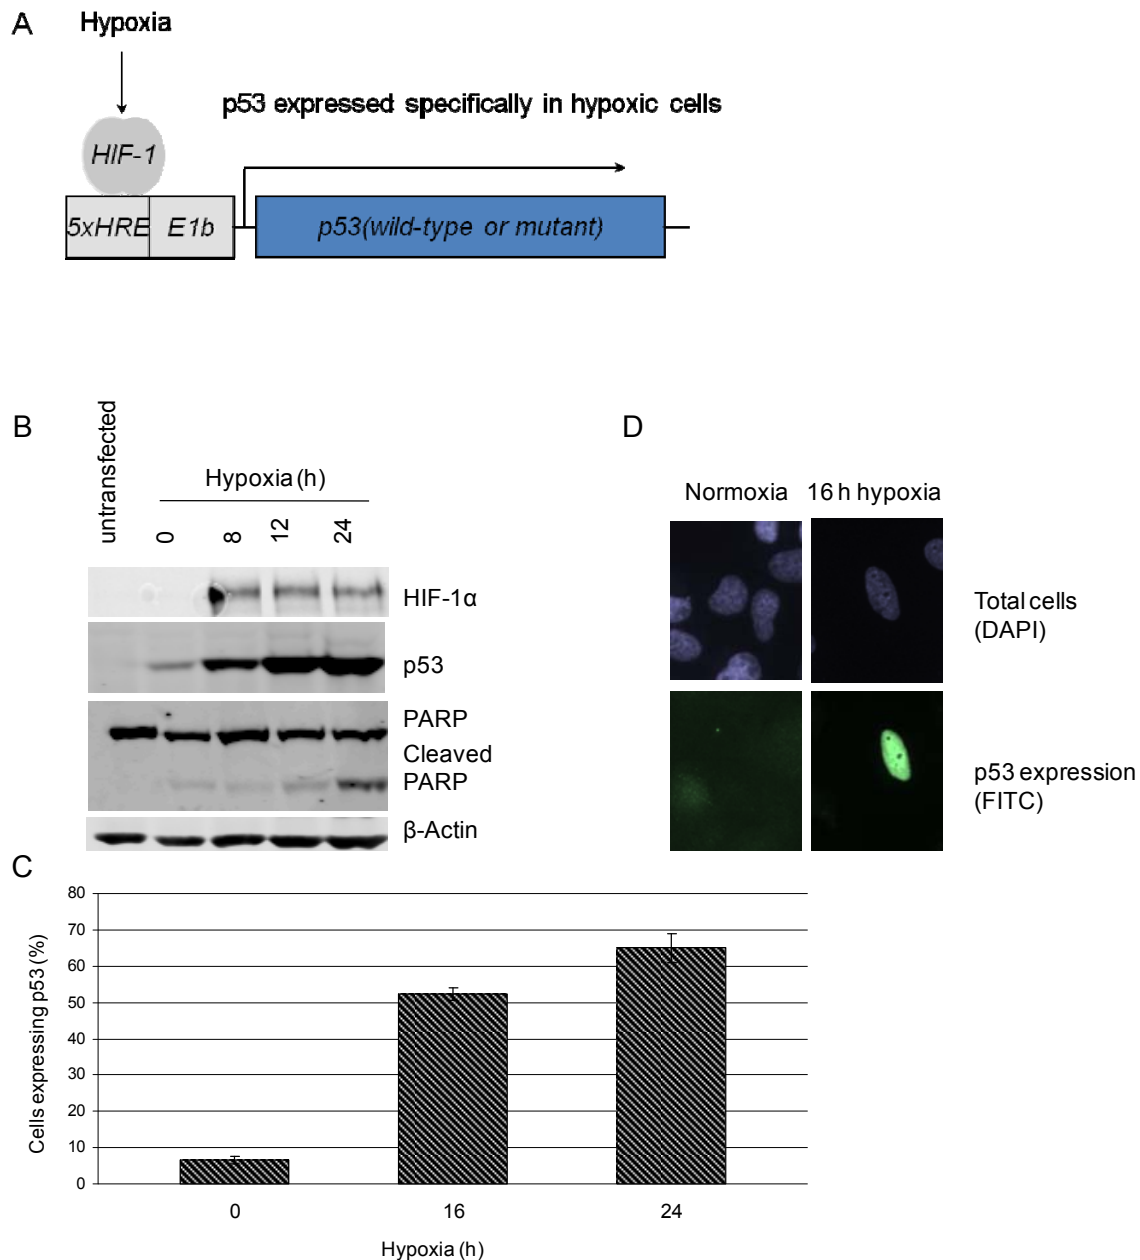 A
Hypoxia
p53 expressed specifically in hypoxic cells
HIF-1
5xHRE E1b p53(wild-type or mutant)
B
untransfected
Hypoxia (h)
0 8 12 24
HIF-1α
p53
PARP
Cleaved
PARP
β-Actin
D
Normoxia 16 h hypoxia
Total cells
(DAPI)
p53 expression
(FITC)
C
Cells expressing p53 (%)
80
70
60
50
40
30
20
10
0
0 16 24
Hypoxia (h)